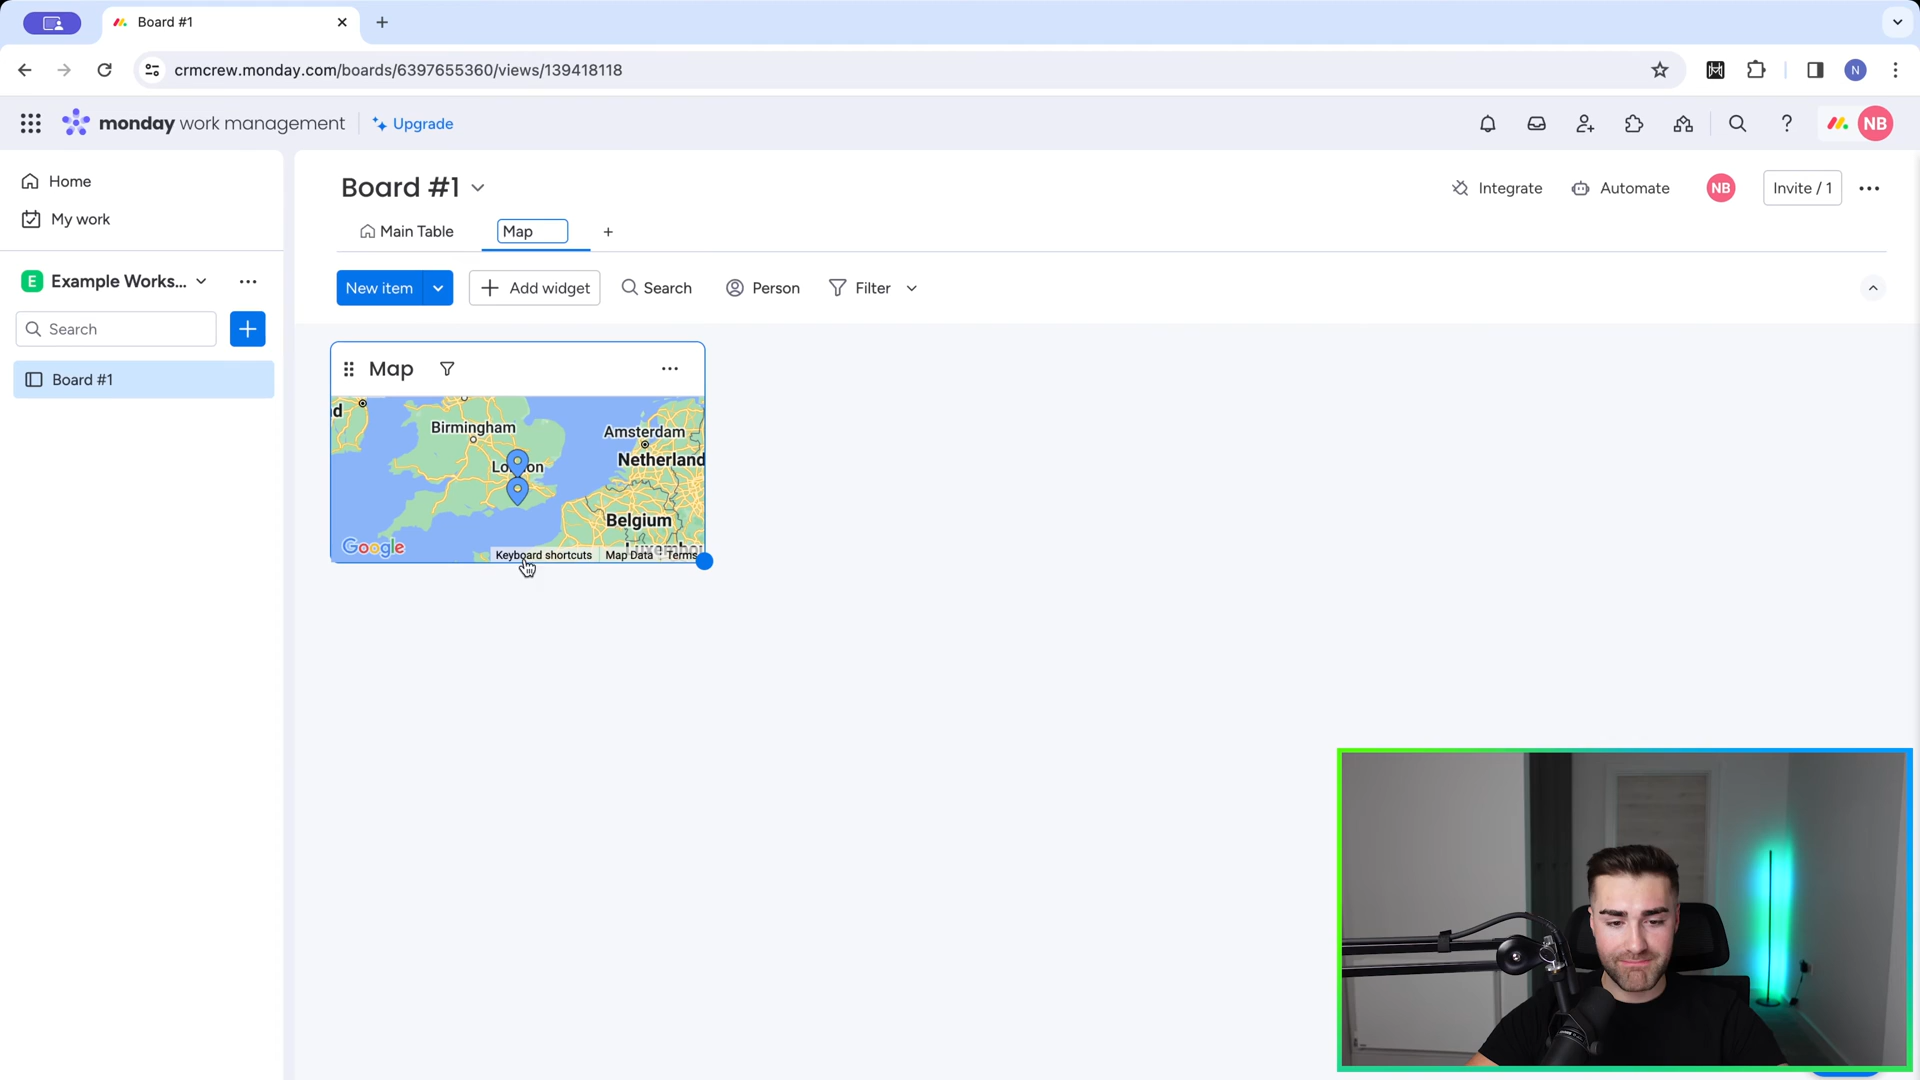 Board #1
crmcrew.monday.com/boards/6397655360/views/139418118
N
monday work management
Upgrade
NB
Home
My work
E Example Works...
Search
Board #1
Board #1
Integrate
Automate
NB
Invite / 1
Main Table
Map
New item
Add widget
Search
Person
Filter
Map
d
Birmingham
Amsterdam
London
Netherland
Belgium
Google
Keyboard shortcuts
Map Data
Terms